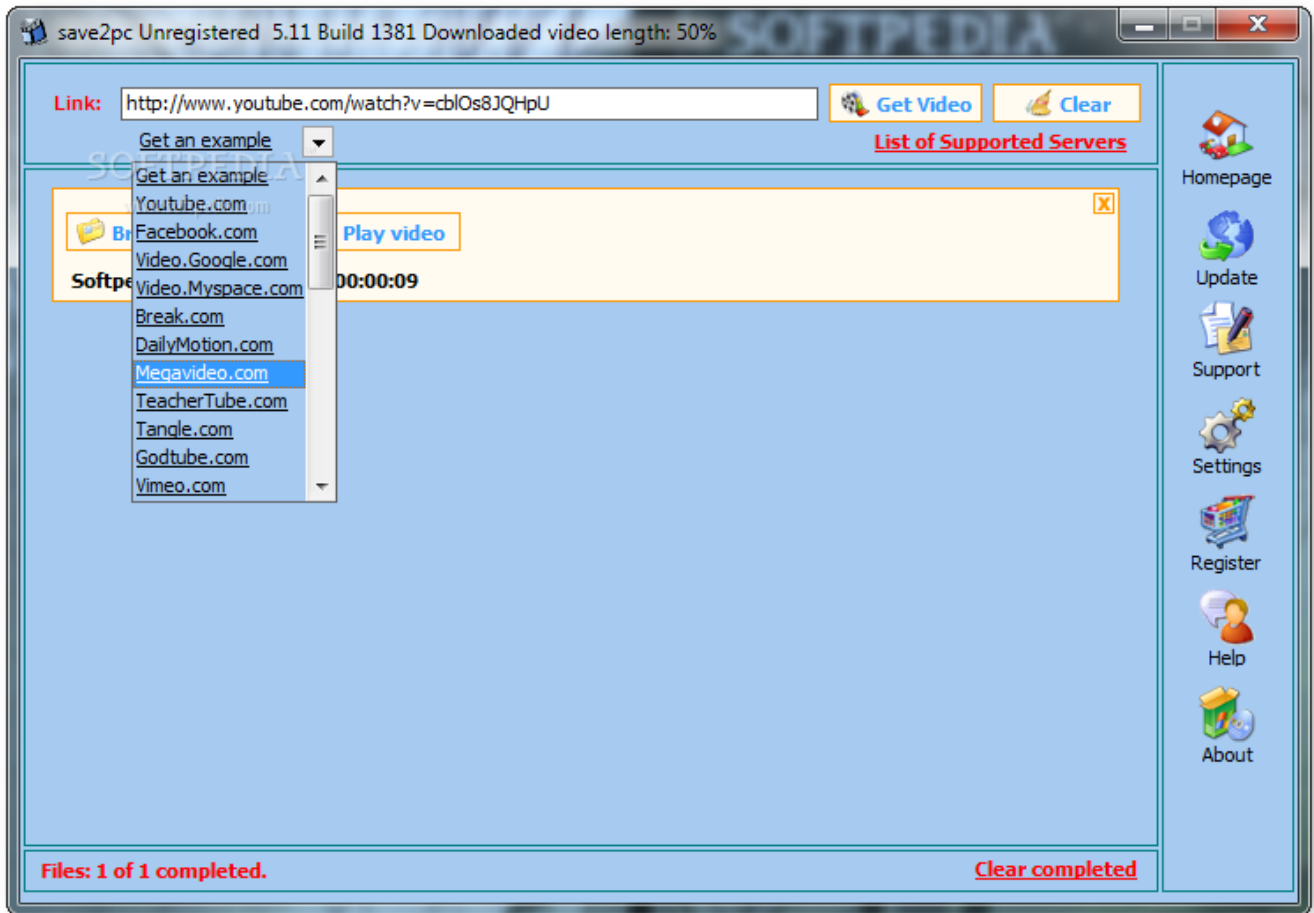 save2pc Unregistered 5.11 Build 1381 Downloaded video length: 50%
SOFTPEDIA
Link: http://www.youtube.com/watch?v=cblOs8JQHpU Get Video Clear
Get an example List of Supported Servers
SOFTPEDIA
Get an example
Youtube.com
Facebook.com
Video.Google.com
Video.Myspace.com
Break.com
DailyMotion.com
Megavideo.com
TeacherTube.com
Tangle.com
Godtube.com
Vimeo.com
X
Play video
00:00:09
Homepage
Update
Support
Settings
Register
Help
About
Files: 1 of 1 completed. Clear completed